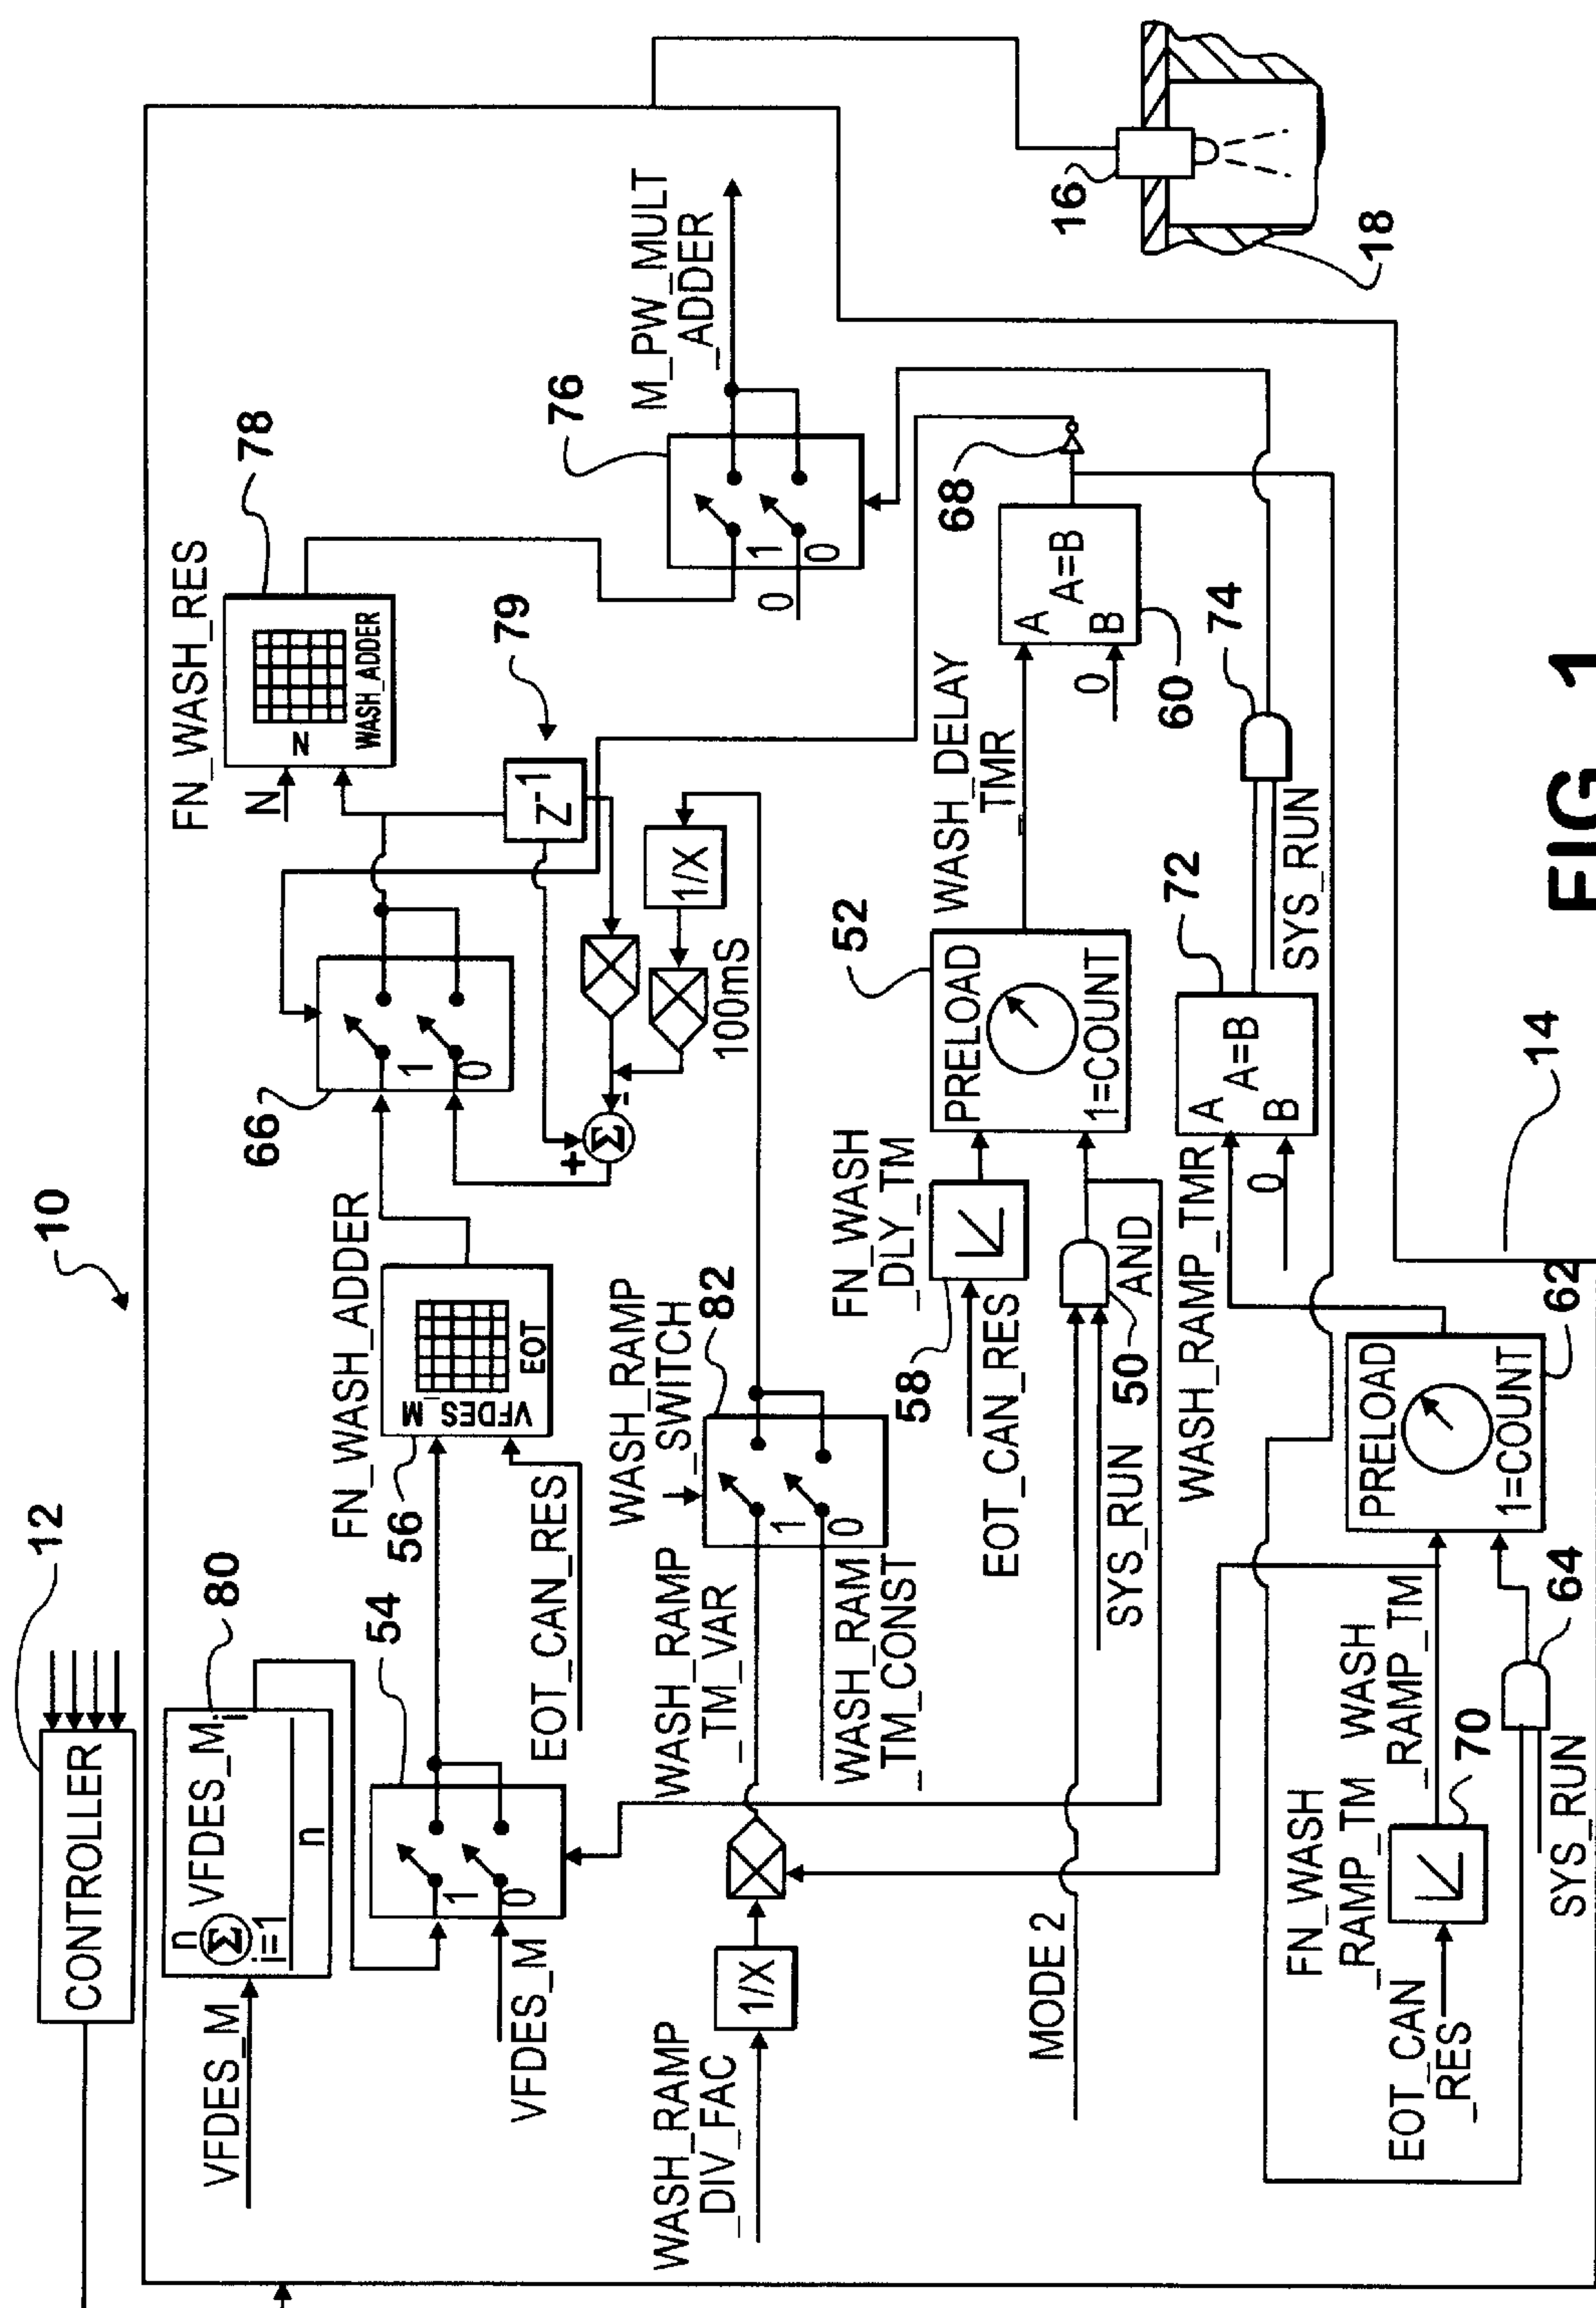 10
12
CONTROLLER
VFDES_M
n
Σ VFDES_M i
i=1
n
80
54
1
0
VFDES_M
EOT_CAN_RES
FN_WASH_ADDER
56
VFDES_M
EOT
66
1
0
+
Σ
-
FN_WASH_RES
78
N
N
WASH_ADDER
79
Z-1
1/X
100mS
76
1
0
0
M_PW_MULT
_ADDER
16
18
WASH_RAMP
_DIV_FAC
1/X
WASH_RAMP
_TM_VAR
WASH_RAM
_TM_CONST
WASH_RAMP
_SWITCH
82
1
0
FN_WASH
_DLY_TM
58
EOT_CAN_RES
52
PRELOAD
1=COUNT
WASH_DELAY
_TMR
68
A
A=B
B
0
60
MODE 2
SYS_RUN
50
AND
WASH_RAMP_TMR
72
A
A=B
B
0
SYS_RUN
74
FN_WASH
_RAMP_TM
WASH
_RAMP_TM
EOT_CAN
_RES
70
SYS_RUN
64
PRELOAD
1=COUNT
62
14
FIG. 1